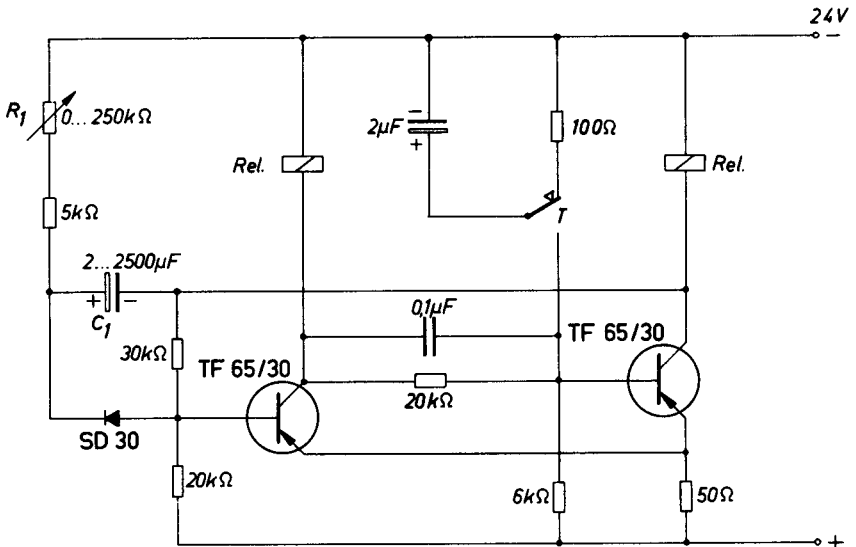 24V
−
R1
0...250kΩ
−
2µF
+
100Ω
Rel.
Rel.
5kΩ
T
2...2500µF
+
−
C1
0,1µF
30kΩ
TF 65/30
TF 65/30
20kΩ
SD 30
20kΩ
6kΩ
50Ω
+